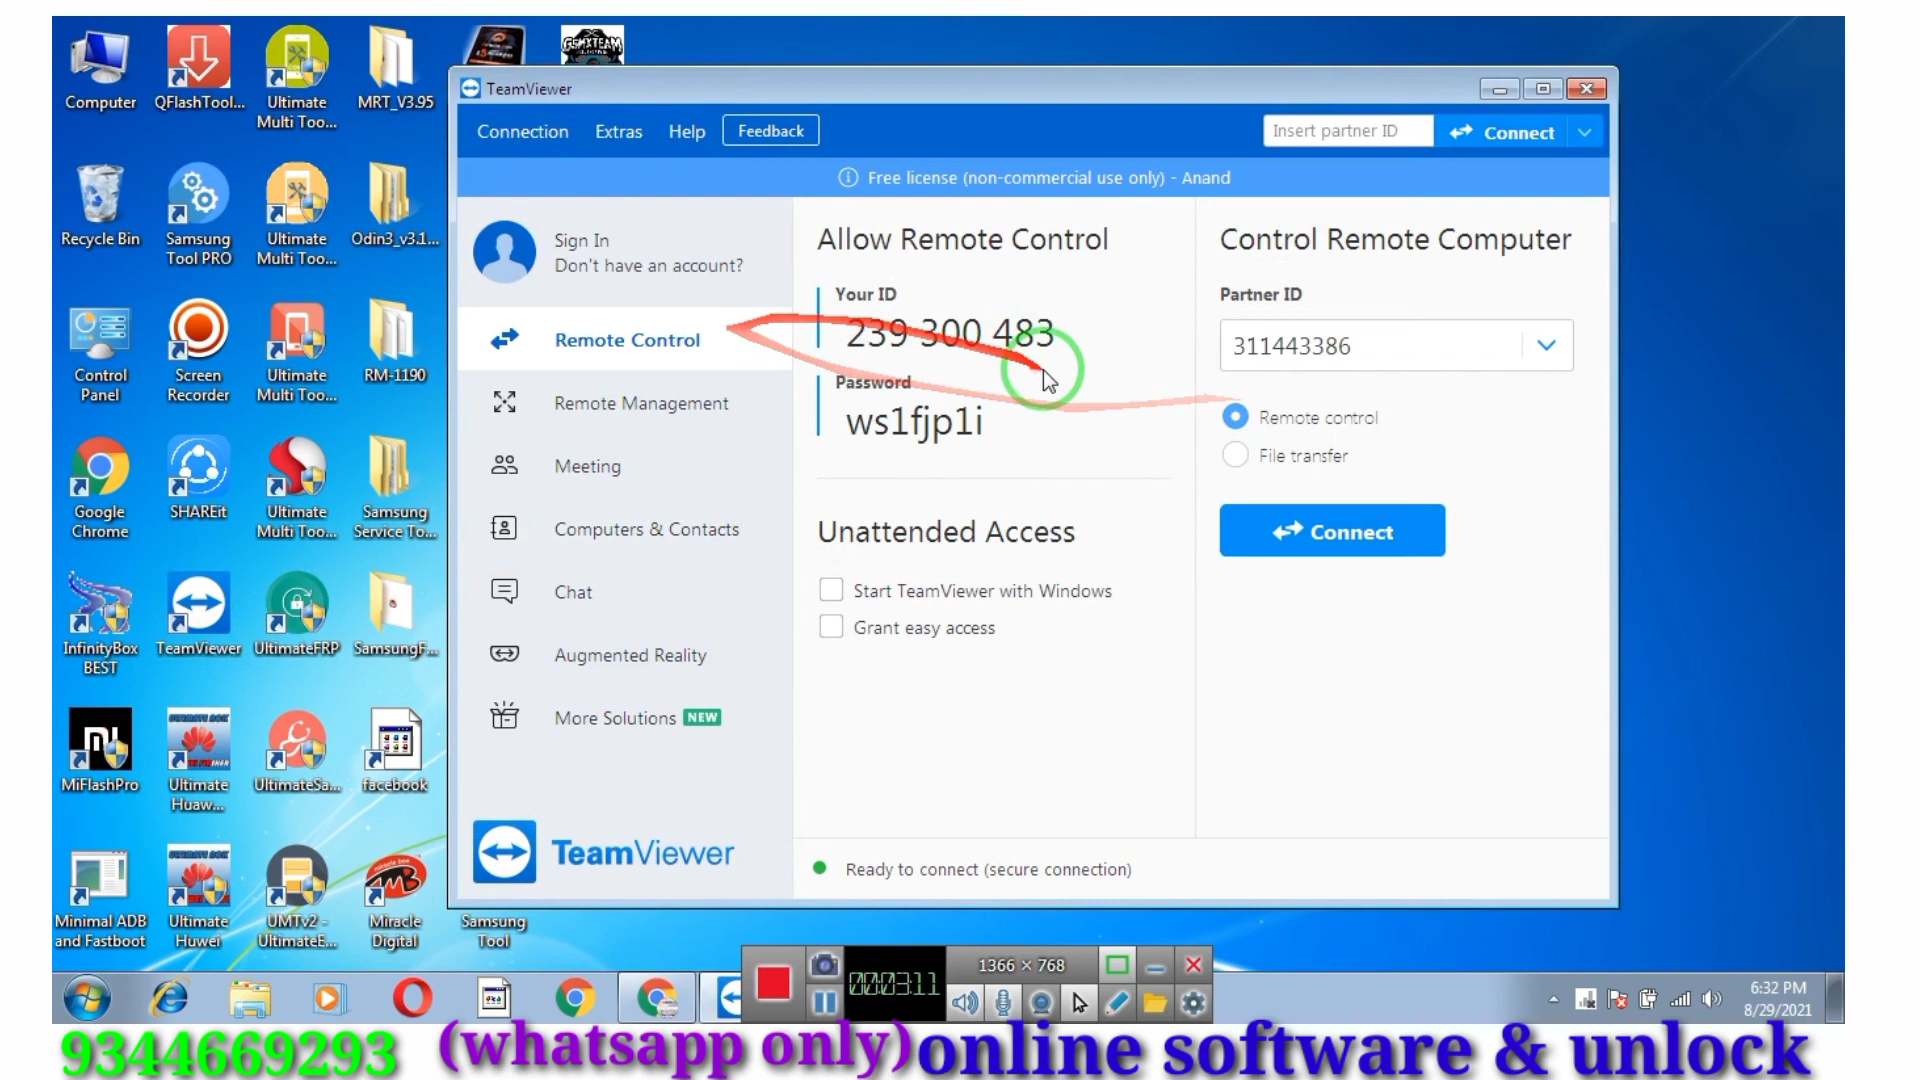 Computer
QFlashTool...
Ultimate
Multi Too...
MRT_V3.95
GSMXTEAM
TeamViewer
Connection
Extras
Help
Feedback
Insert partner ID
Connect
Free license (non-commercial use only) - Anand
Recycle Bin
Samsung
Tool PRO
Ultimate
Multi Too...
Odin3_v3.1...
Sign In
Don't have an account?
Allow Remote Control
Your ID
239 300 483
Password
ws1fjp1i
Control Remote Computer
Partner ID
311443386
Remote control
File transfer
Connect
Control
Panel
Screen
Recorder
Ultimate
Multi Too...
RM-1190
Remote Control
Remote Management
Meeting
Computers & Contacts
Chat
Augmented Reality
More Solutions NEW
Unattended Access
Start TeamViewer with Windows
Grant easy access
Google
Chrome
SHAREit
Ultimate
Multi Too...
Samsung
Service To...
InfinityBox
BEST
TeamViewer
UltimateFRP
SamsungF...
MiFlashPro
Ultimate
Huaw...
UltimateSa...
facebook
TeamViewer
Ready to connect (secure connection)
Minimal ADB
and Fastboot
Ultimate
Huwei
UMTv2 -
UltimateE...
Miracle
Digital
Samsung
Tool
00:03:11
1366 × 768
6:32 PM
8/29/2021
9344669293 (whatsapp only) online software & unlock